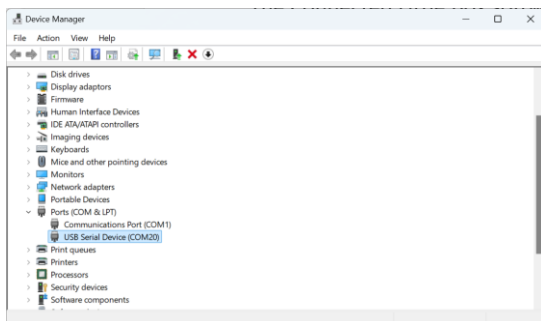 Device Manager
File Action View Help
Disk drives
Display adaptors
Firmware
Human Interface Devices
IDE ATA/ATAPI controllers
Imaging devices
Keyboards
Mice and other pointing devices
Monitors
Network adapters
Portable Devices
Ports (COM & LPT)
Communications Port (COM1)
USB Serial Device (COM20)
Print queues
Printers
Processors
Security devices
Software components